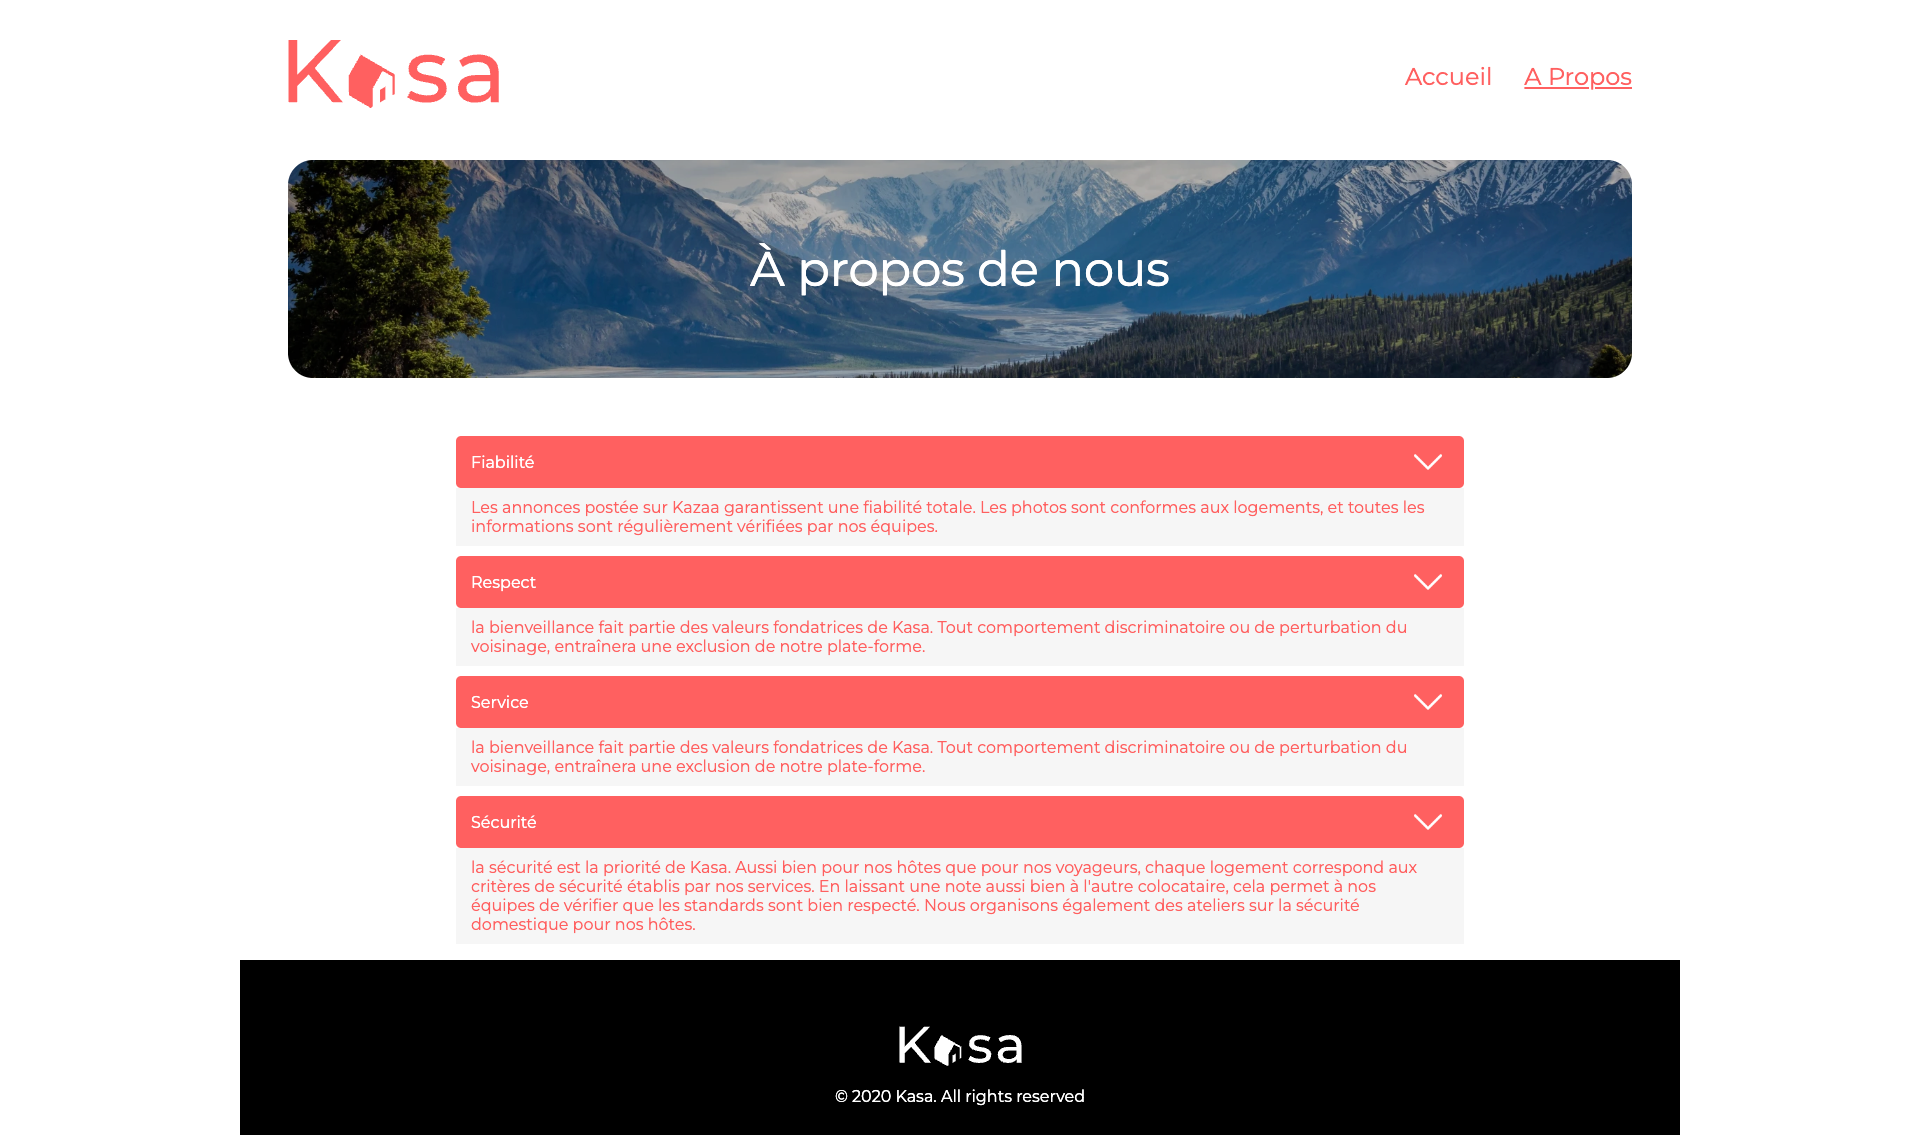 Kasa
Accueil A Propos
À propos de nous
Fiabilité
Les annonces postée sur Kazaa garantissent une fiabilité totale. Les photos sont conformes aux logements, et toutes les
informations sont régulièrement vérifiées par nos équipes.
Respect
la bienveillance fait partie des valeurs fondatrices de Kasa. Tout comportement discriminatoire ou de perturbation du
voisinage, entraînera une exclusion de notre plate-forme.
Service
la bienveillance fait partie des valeurs fondatrices de Kasa. Tout comportement discriminatoire ou de perturbation du
voisinage, entraînera une exclusion de notre plate-forme.
Sécurité
la sécurité est la priorité de Kasa. Aussi bien pour nos hôtes que pour nos voyageurs, chaque logement correspond aux
critères de sécurité établis par nos services. En laissant une note aussi bien à l'autre colocataire, cela permet à nos
équipes de vérifier que les standards sont bien respecté. Nous organisons également des ateliers sur la sécurité
domestique pour nos hôtes.
Kasa
© 2020 Kasa. All rights reserved